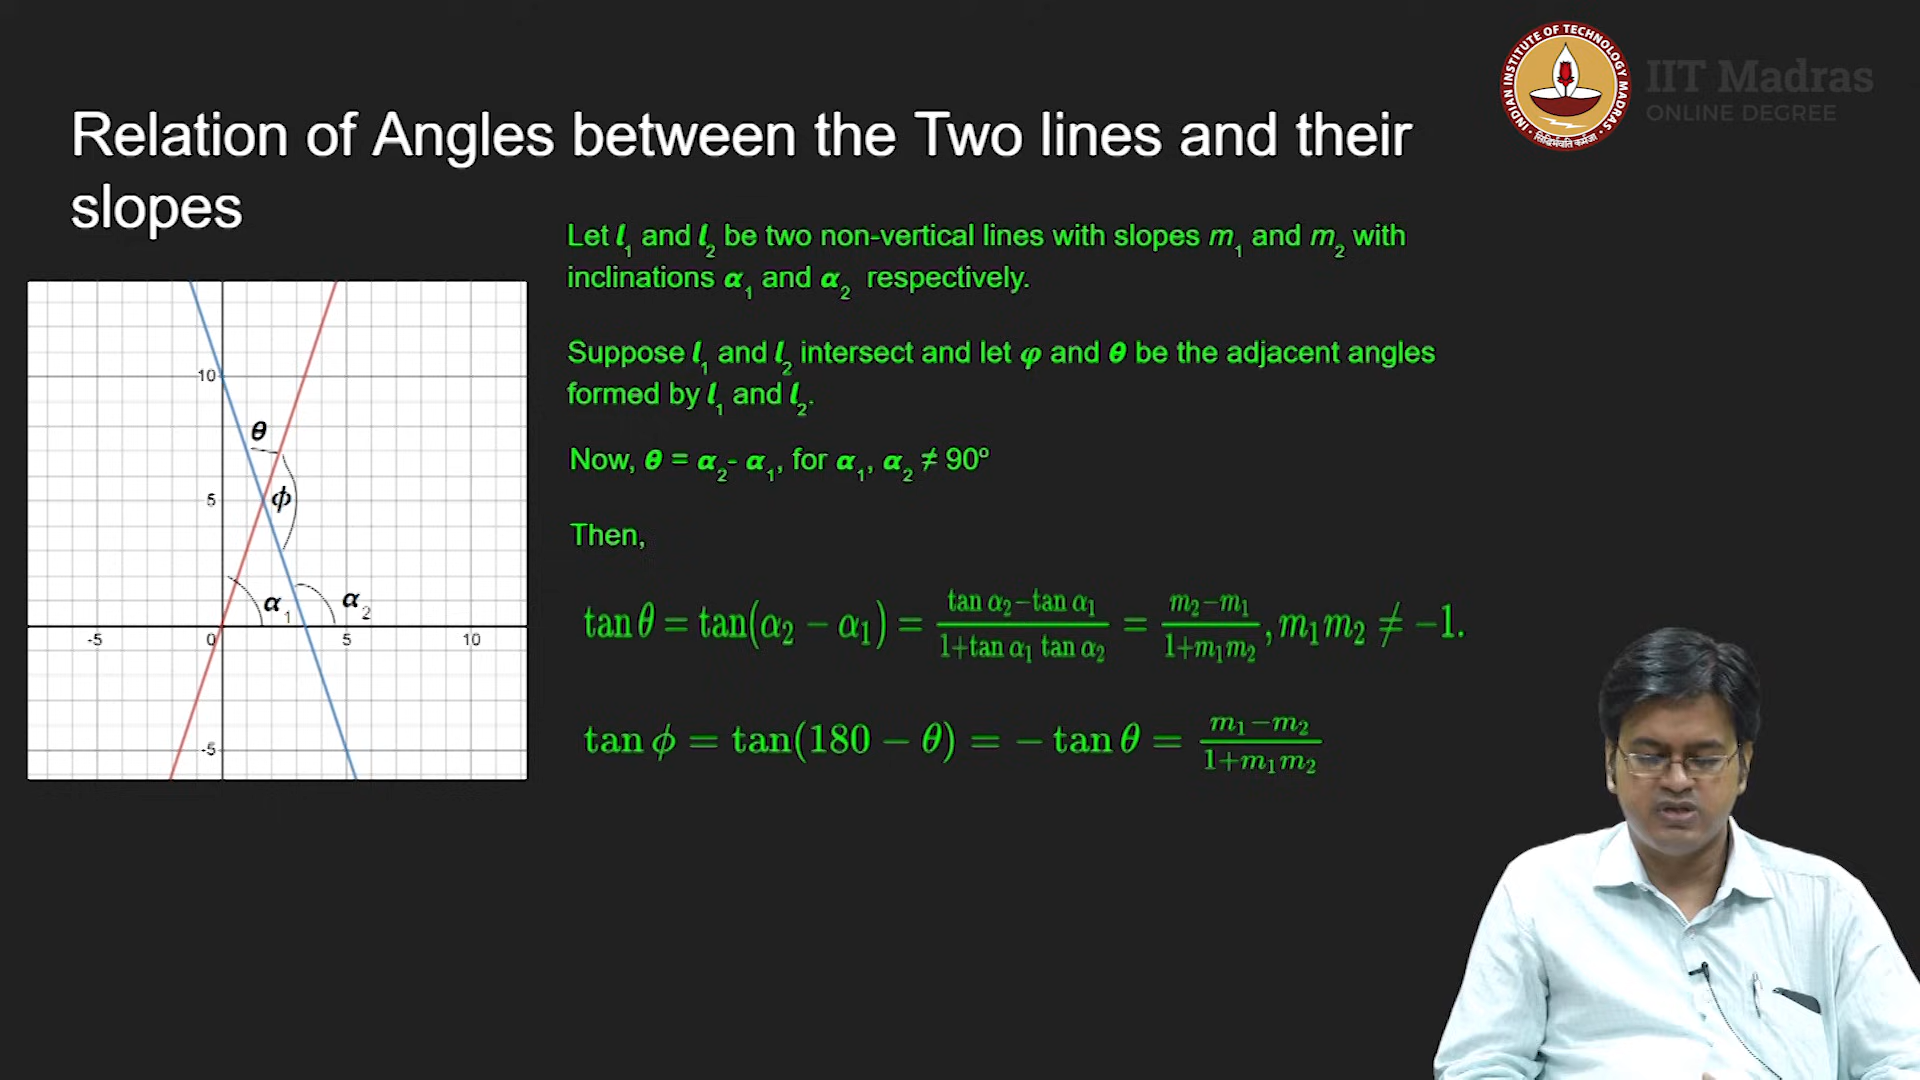 INDIAN INSTITUTE OF TECHNOLOGY MADRAS
सिद्धिर्भवति कर्मजा
IIT Madras
ONLINE DEGREE
Relation of Angles between the Two lines and their
slopes
Let l₁ and l₂ be two non-vertical lines with slopes m₁ and m₂ with
inclinations α₁ and α₂ respectively.
Suppose l₁ and l₂ intersect and let φ and θ be the adjacent angles
formed by l₁ and l₂.
Now, θ = α₂- α₁, for α₁, α₂ ≠ 90º
Then,
tan θ = tan(α₂ − α₁) = (tan α₂−tan α₁)/(1+tan α₁ tan α₂) = (m₂−m₁)/(1+m₁m₂), m₁m₂ ≠ −1.
tan ϕ = tan(180 − θ) = − tan θ = (m₁−m₂)/(1+m₁m₂)
10
θ
5
ϕ
α₁
α₂
-5
0
5
10
-5